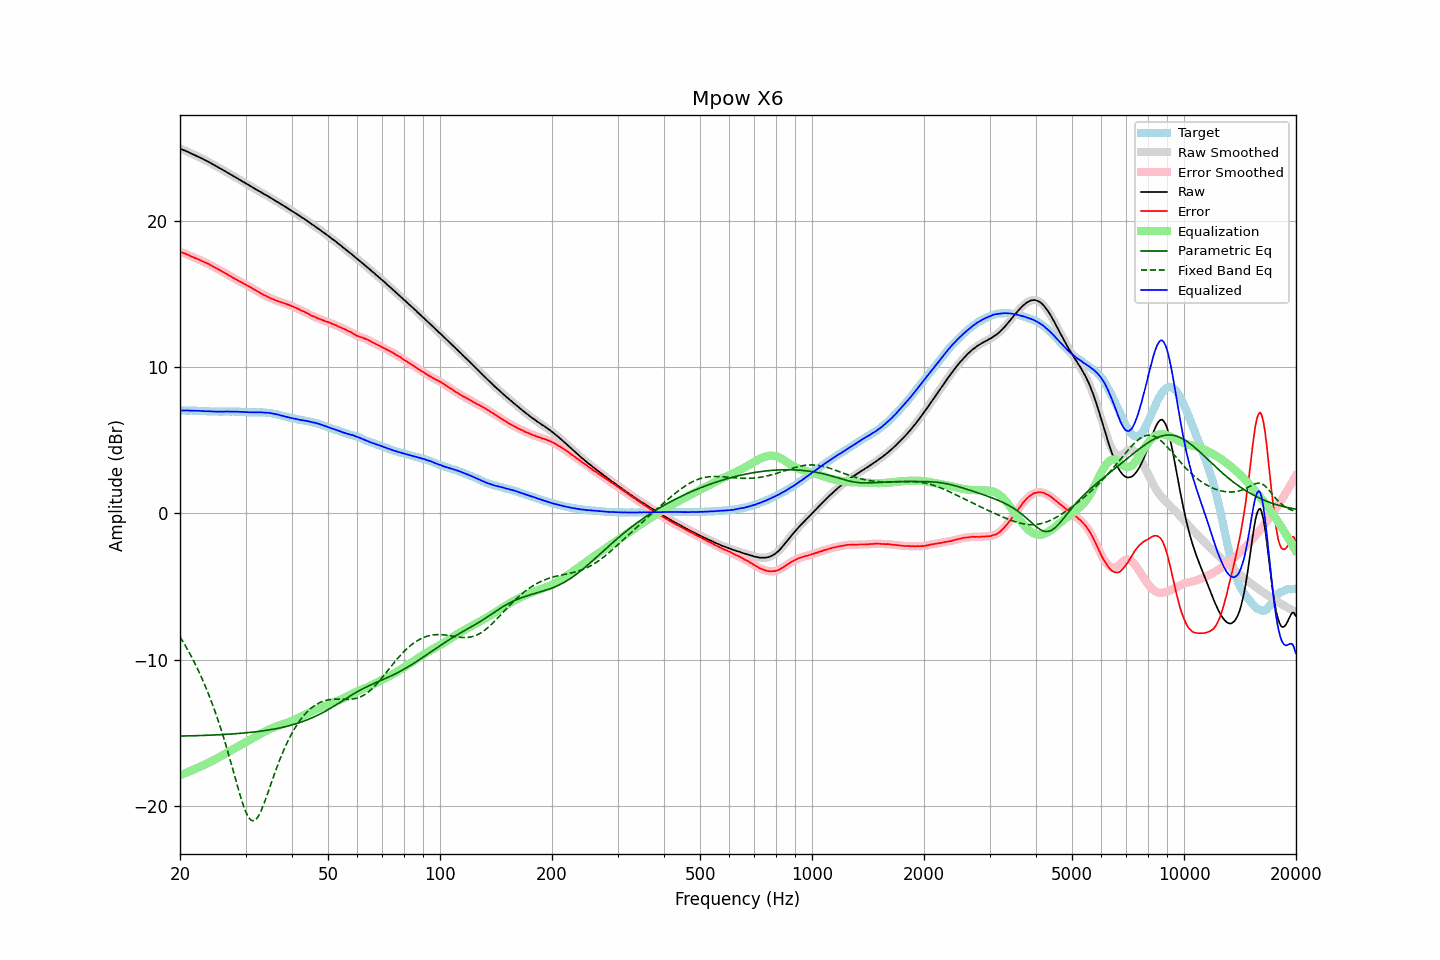 Mpow X6
Target
Raw Smoothed
Error Smoothed
Raw
Error
Equalization
Parametric Eq
Fixed Band Eq
Equalized
Amplitude (dBr)
20
10
0
−10
−20
20 50 100 200 500 1000 2000 5000 10000 20000
Frequency (Hz)